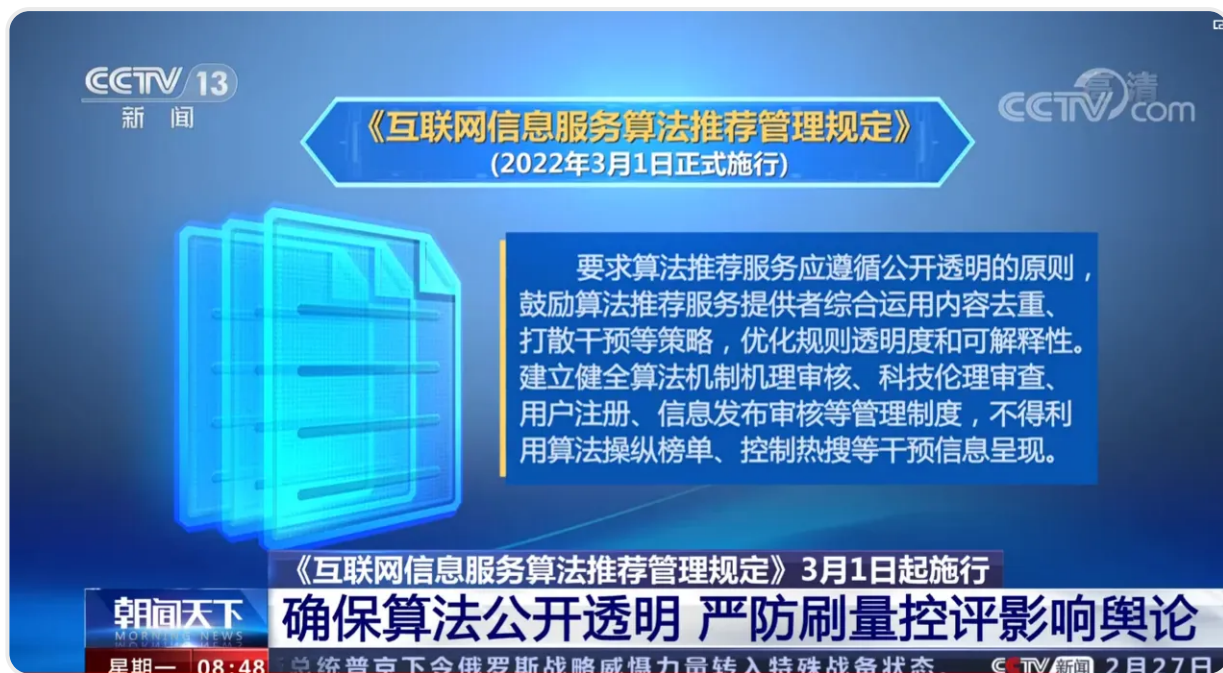 CCTV 13
新闻
高清
CCTV com
《互联网信息服务算法推荐管理规定》
(2022年3月1日正式施行)
要求算法推荐服务应遵循公开透明的原则，
鼓励算法推荐服务提供者综合运用内容去重、
打散干预等策略，优化规则透明度和可解释性。
建立健全算法机制机理审核、科技伦理审查、
用户注册、信息发布审核等管理制度，不得利
用算法操纵榜单、控制热搜等干预信息呈现。
《互联网信息服务算法推荐管理规定》3月1日起施行
朝闻天下
MORNING NEWS
确保算法公开透明 严防刷量控评影响舆论
星期一 08:48
总统普京下令俄罗斯战略威慑力量转入特殊战备状态。 CCTV新闻 2月27日